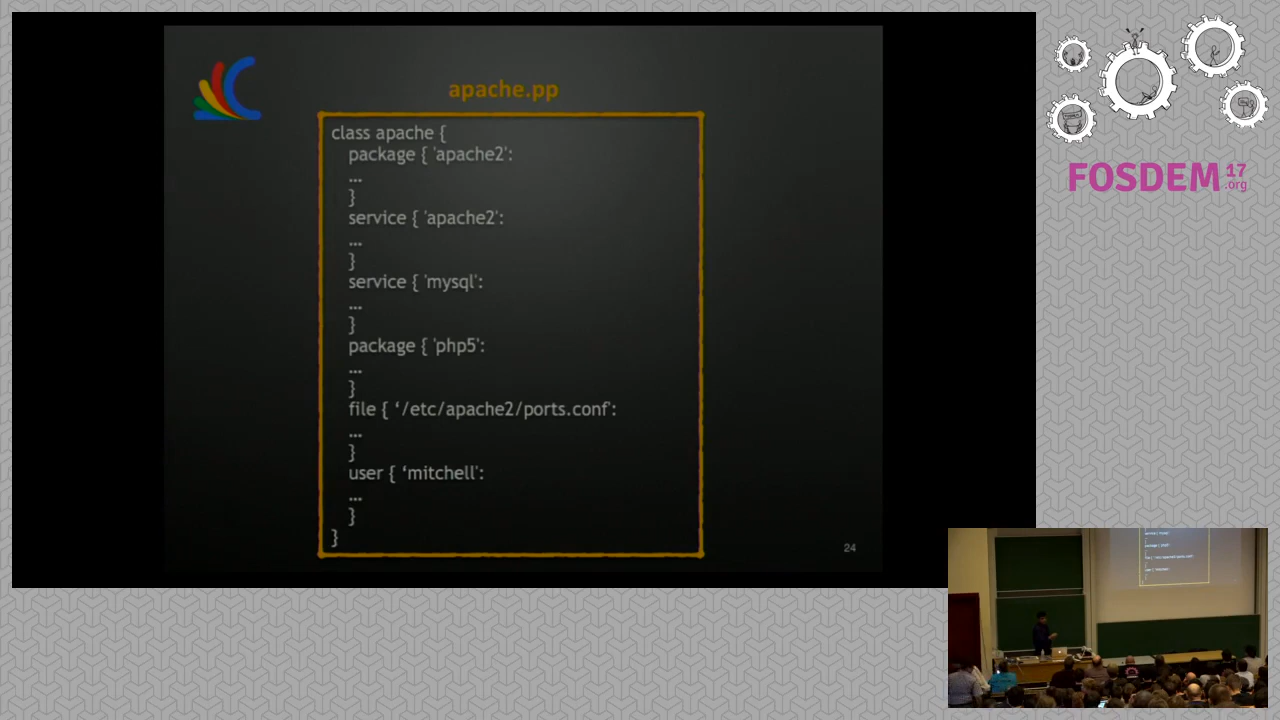 apache.pp
class apache {
package { 'apache2':
...
}
service { 'apache2':
...
}
service { 'mysql':
...
}
package { 'php5':
...
}
file { ‘/etc/apache2/ports.conf':
...
}
user { ‘mitchell':
...
}
}
24
FOSDEM 17
.org